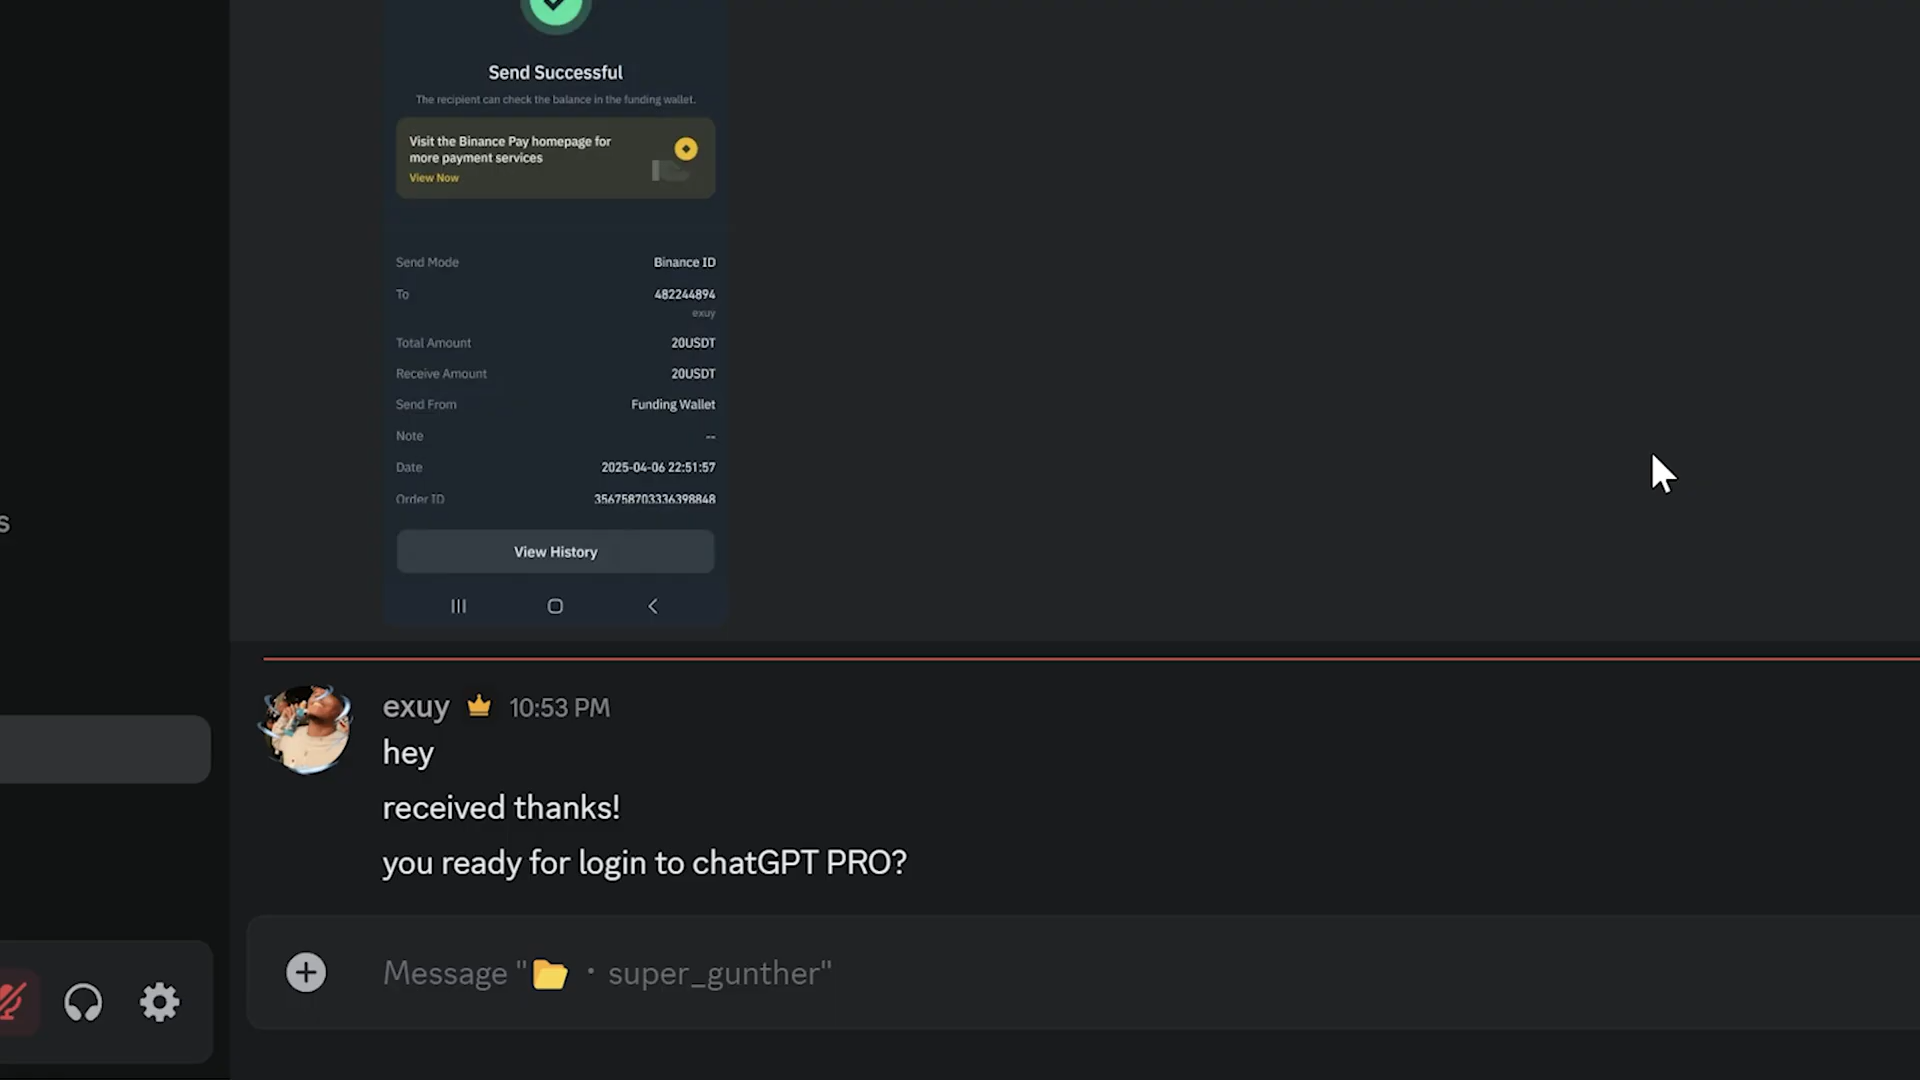 Send Successful
The recipient can check the balance in the funding wallet.
Visit the Binance Pay homepage for
more payment services
View Now
Send Mode Binance ID
To 482244894
exuy
Total Amount 20USDT
Receive Amount 20USDT
Send From Funding Wallet
Note --
Date 2025-04-06 22:51:57
Order ID 356758703336398848
View History
s
exuy 10:53 PM
hey
received thanks!
you ready for login to chatGPT PRO?
Message "📁 · super_gunther"